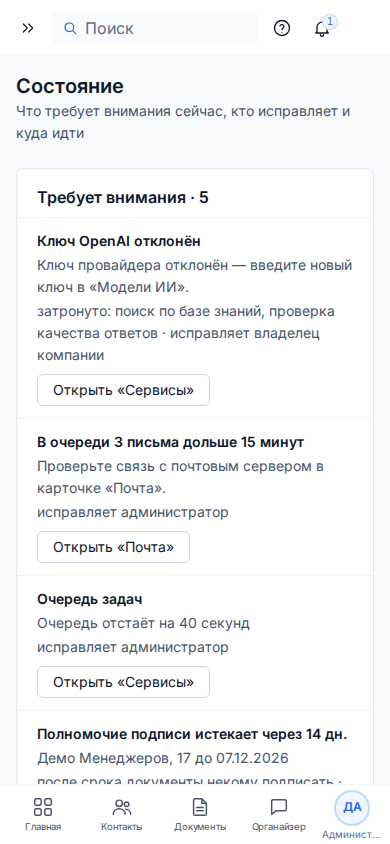 Поиск
1
Состояние
Что требует внимания сейчас, кто исправляет и
куда идти
Требует внимания · 5
Ключ OpenAI отклонён
Ключ провайдера отклонён — введите новый
ключ в «Модели ИИ».
затронуто: поиск по базе знаний, проверка
качества ответов · исправляет владелец
компании
Открыть «Сервисы»
В очереди 3 письма дольше 15 минут
Проверьте связь с почтовым сервером в
карточке «Почта».
исправляет администратор
Открыть «Почта»
Очередь задач
Очередь отстаёт на 40 секунд
исправляет администратор
Открыть «Сервисы»
Полномочие подписи истекает через 14 дн.
Демо Менеджеров, 17 до 07.12.2026
после срока документы некому подписать ·
Главная
Контакты
Документы
Органайзер
ДА
Админист...